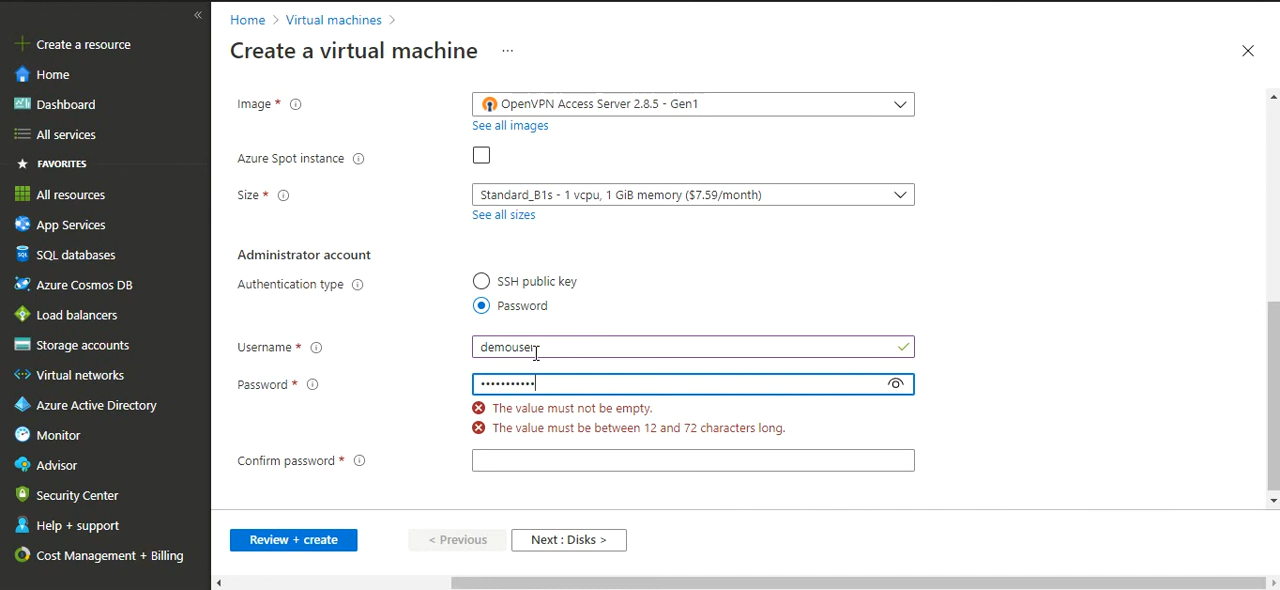 «
Create a resource
Home
Dashboard
All services
FAVORITES
All resources
App Services
SQL databases
Azure Cosmos DB
Load balancers
Storage accounts
Virtual networks
Azure Active Directory
Monitor
Advisor
Security Center
Help + support
Cost Management + Billing
Home > Virtual machines >
Create a virtual machine ...
Image *
OpenVPN Access Server 2.8.5 - Gen1
See all images
Azure Spot instance
Size *
Standard_B1s - 1 vcpu, 1 GiB memory ($7.59/month)
See all sizes
Administrator account
Authentication type
SSH public key
Password
Username *
demouser
Password *
•••••••••••
The value must not be empty.
The value must be between 12 and 72 characters long.
Confirm password *
Review + create
< Previous
Next : Disks >